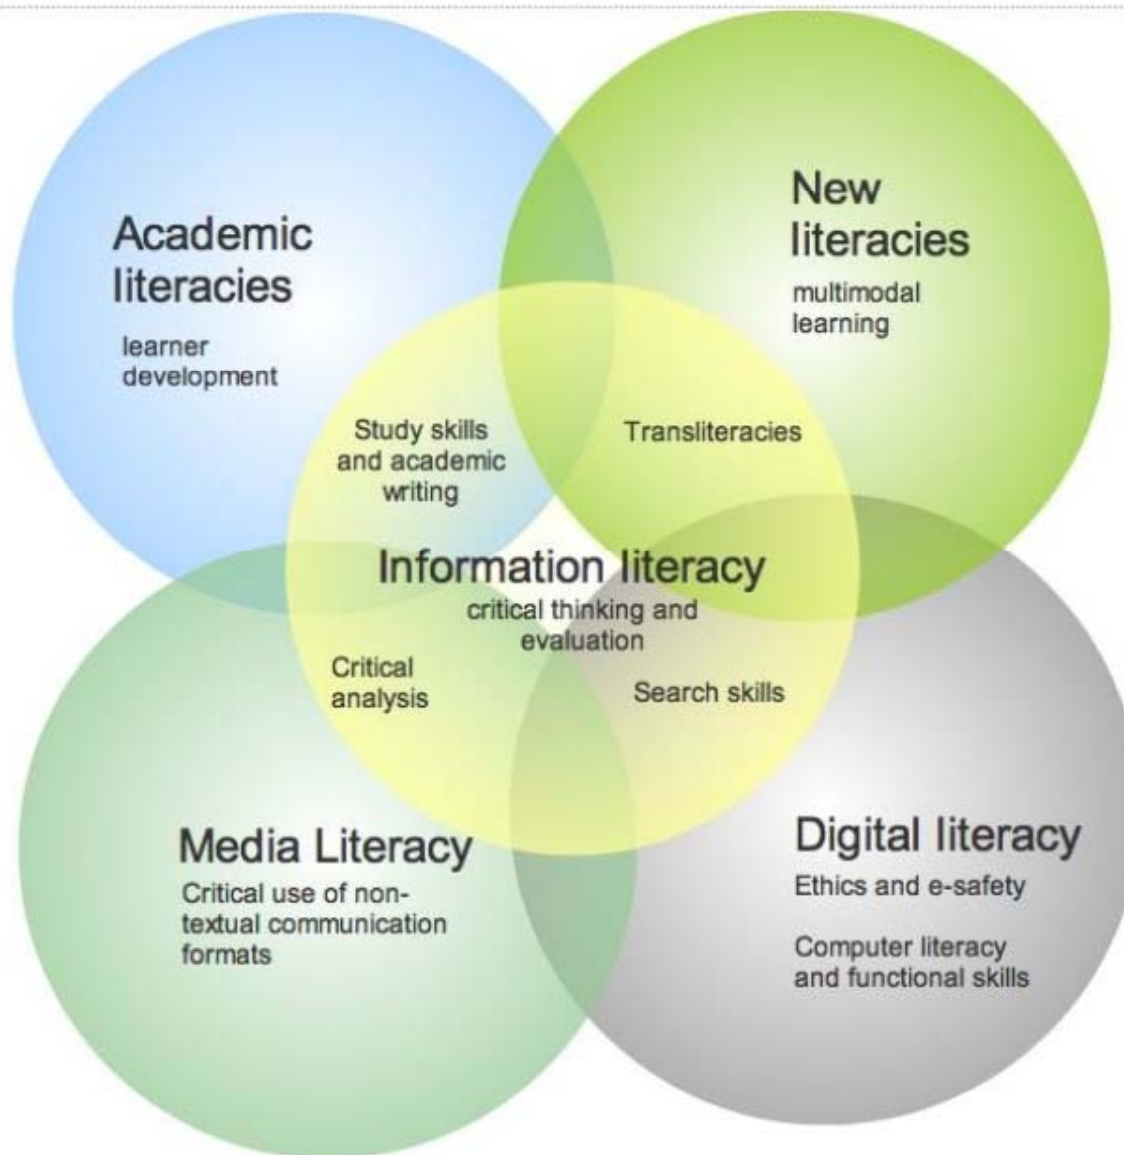 Academic
literacies
learner
development
New
literacies
multimodal
learning
Study skills
and academic
writing
Transliteracies
Information literacy
critical thinking and
evaluation
Critical
analysis
Search skills
Media Literacy
Critical use of non-
textual communication
formats
Digital literacy
Ethics and e-safety
Computer literacy
and functional skills